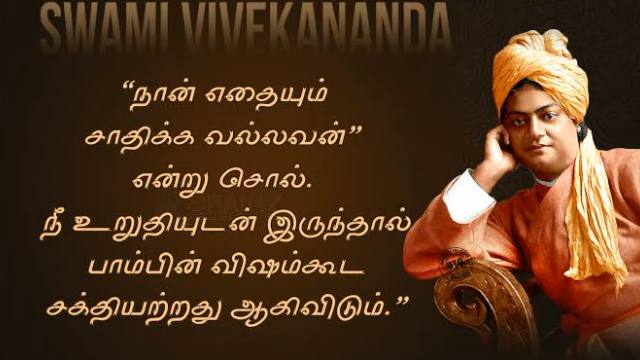 SWAMI VIVEKANANDA
“நான் எதையும்
சாதிக்க வல்லவன்”
என்று சொல்.
நீ உறுதியுடன் இருந்தால்
பாம்பின் விஷம்கூட
சக்தியற்றது ஆகிவிடும்.”